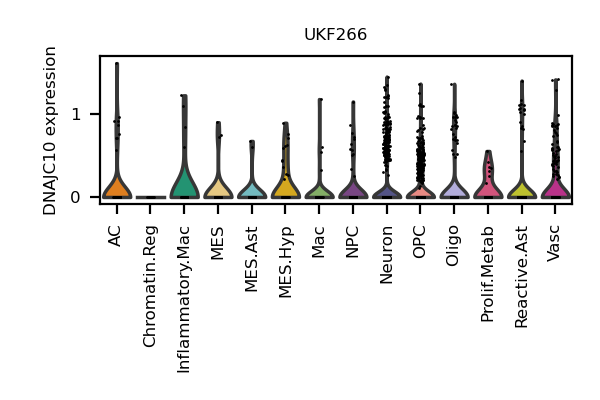 UKF266
DNAJC10 expression
1
0
AC
Chromatin.Reg
Inflammatory.Mac
MES
MES.Ast
MES.Hyp
Mac
NPC
Neuron
OPC
Oligo
Prolif.Metab
Reactive.Ast
Vasc